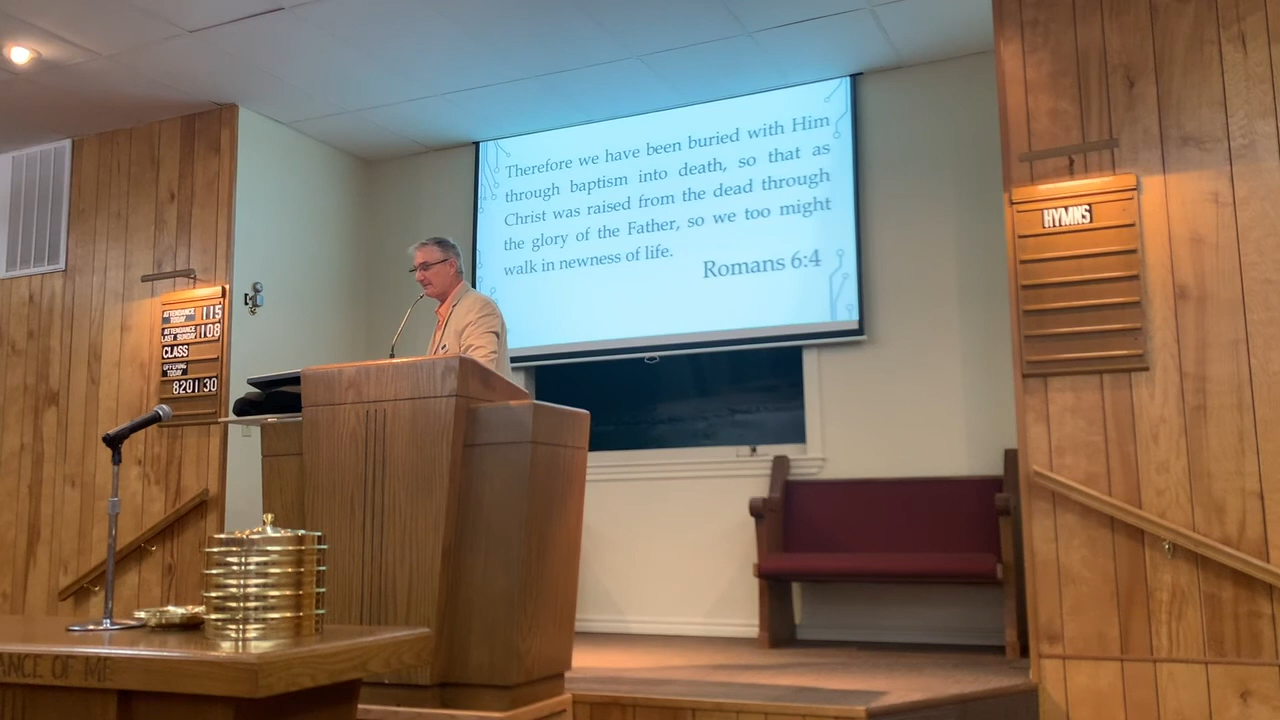 Therefore we have been buried with Him
through baptism into death, so that as
Christ was raised from the dead through
the glory of the Father, so we too might
walk in newness of life.
Romans 6:4
HYMNS
ATTENDANCE
TODAY 115
ATTENDANCE
LAST SUNDAY 108
CLASS
OFFERING
TODAY
8201 30
ANCE OF ME